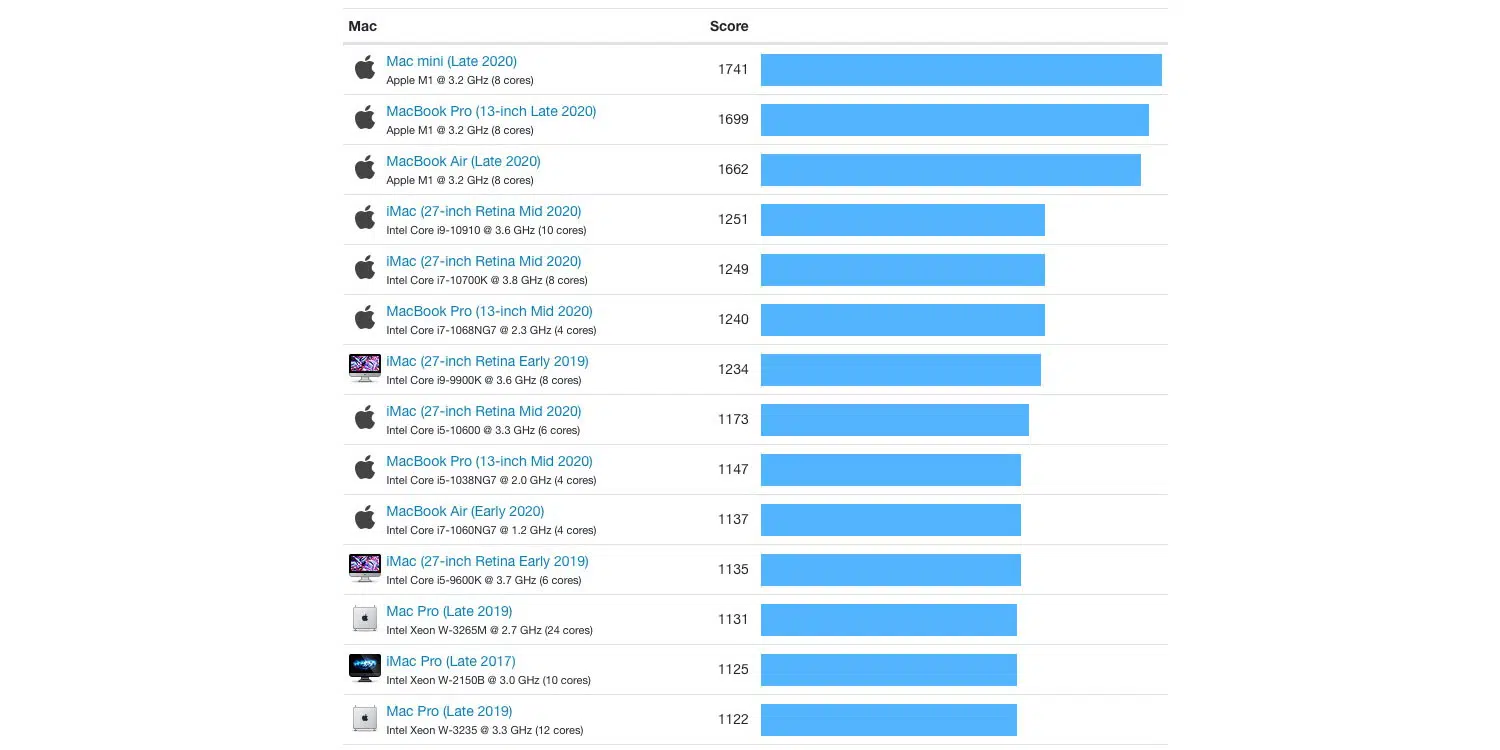 Mac Score
Mac mini (Late 2020)
Apple M1 @ 3.2 GHz (8 cores)
1741
MacBook Pro (13-inch Late 2020)
Apple M1 @ 3.2 GHz (8 cores)
1699
MacBook Air (Late 2020)
Apple M1 @ 3.2 GHz (8 cores)
1662
iMac (27-inch Retina Mid 2020)
Intel Core i9-10910 @ 3.6 GHz (10 cores)
1251
iMac (27-inch Retina Mid 2020)
Intel Core i7-10700K @ 3.8 GHz (8 cores)
1249
MacBook Pro (13-inch Mid 2020)
Intel Core i7-1068NG7 @ 2.3 GHz (4 cores)
1240
iMac (27-inch Retina Early 2019)
Intel Core i9-9900K @ 3.6 GHz (8 cores)
1234
iMac (27-inch Retina Mid 2020)
Intel Core i5-10600 @ 3.3 GHz (6 cores)
1173
MacBook Pro (13-inch Mid 2020)
Intel Core i5-1038NG7 @ 2.0 GHz (4 cores)
1147
MacBook Air (Early 2020)
Intel Core i7-1060NG7 @ 1.2 GHz (4 cores)
1137
iMac (27-inch Retina Early 2019)
Intel Core i5-9600K @ 3.7 GHz (6 cores)
1135
Mac Pro (Late 2019)
Intel Xeon W-3265M @ 2.7 GHz (24 cores)
1131
iMac Pro (Late 2017)
Intel Xeon W-2150B @ 3.0 GHz (10 cores)
1125
Mac Pro (Late 2019)
Intel Xeon W-3235 @ 3.3 GHz (12 cores)
1122